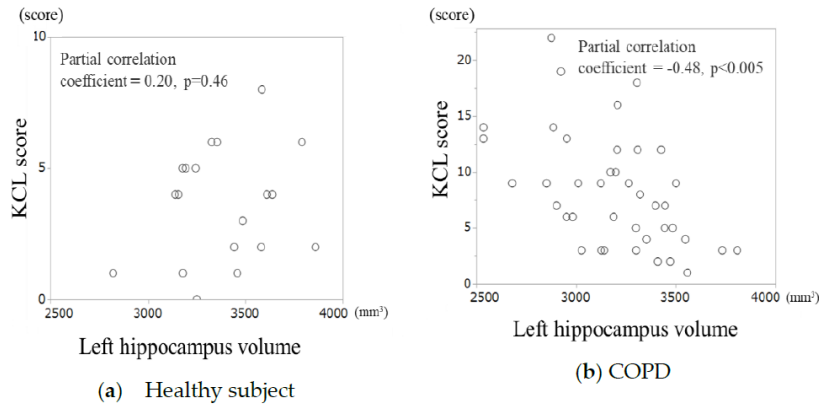 (score)
10
Partial correlation
coefficient = 0.20, p=0.46
KCL score
5
0
2500 3000 3500 4000 (mm³)
Left hippocampus volume
(a) Healthy subject
(score)
Partial correlation
coefficient = -0.48, p<0.005
20
15
KCL score
10
5
0
2500 3000 3500 4000 (mm³)
Left hippocampus volume
(b) COPD